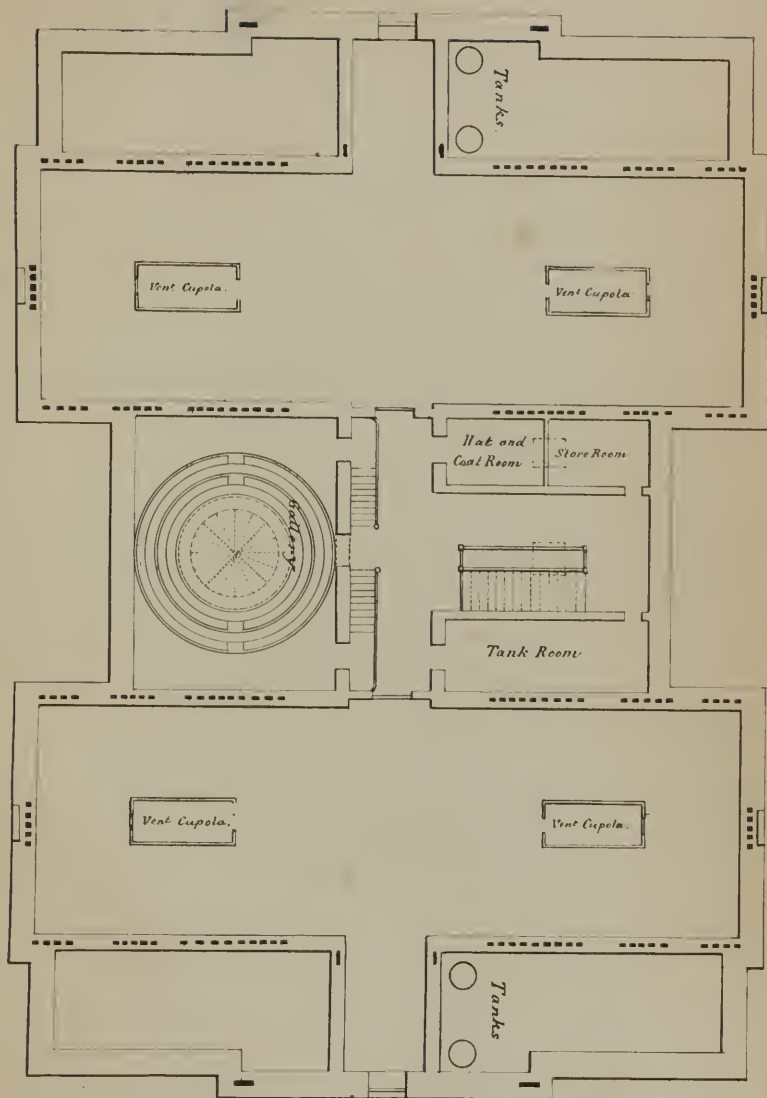 Tanks.
Vent Cupola.
Vent Cupola.
Hat and
Coat Room
Store Room
Gallery
Tank Room
Vent Cupola.
Vent Cupola.
Tanks